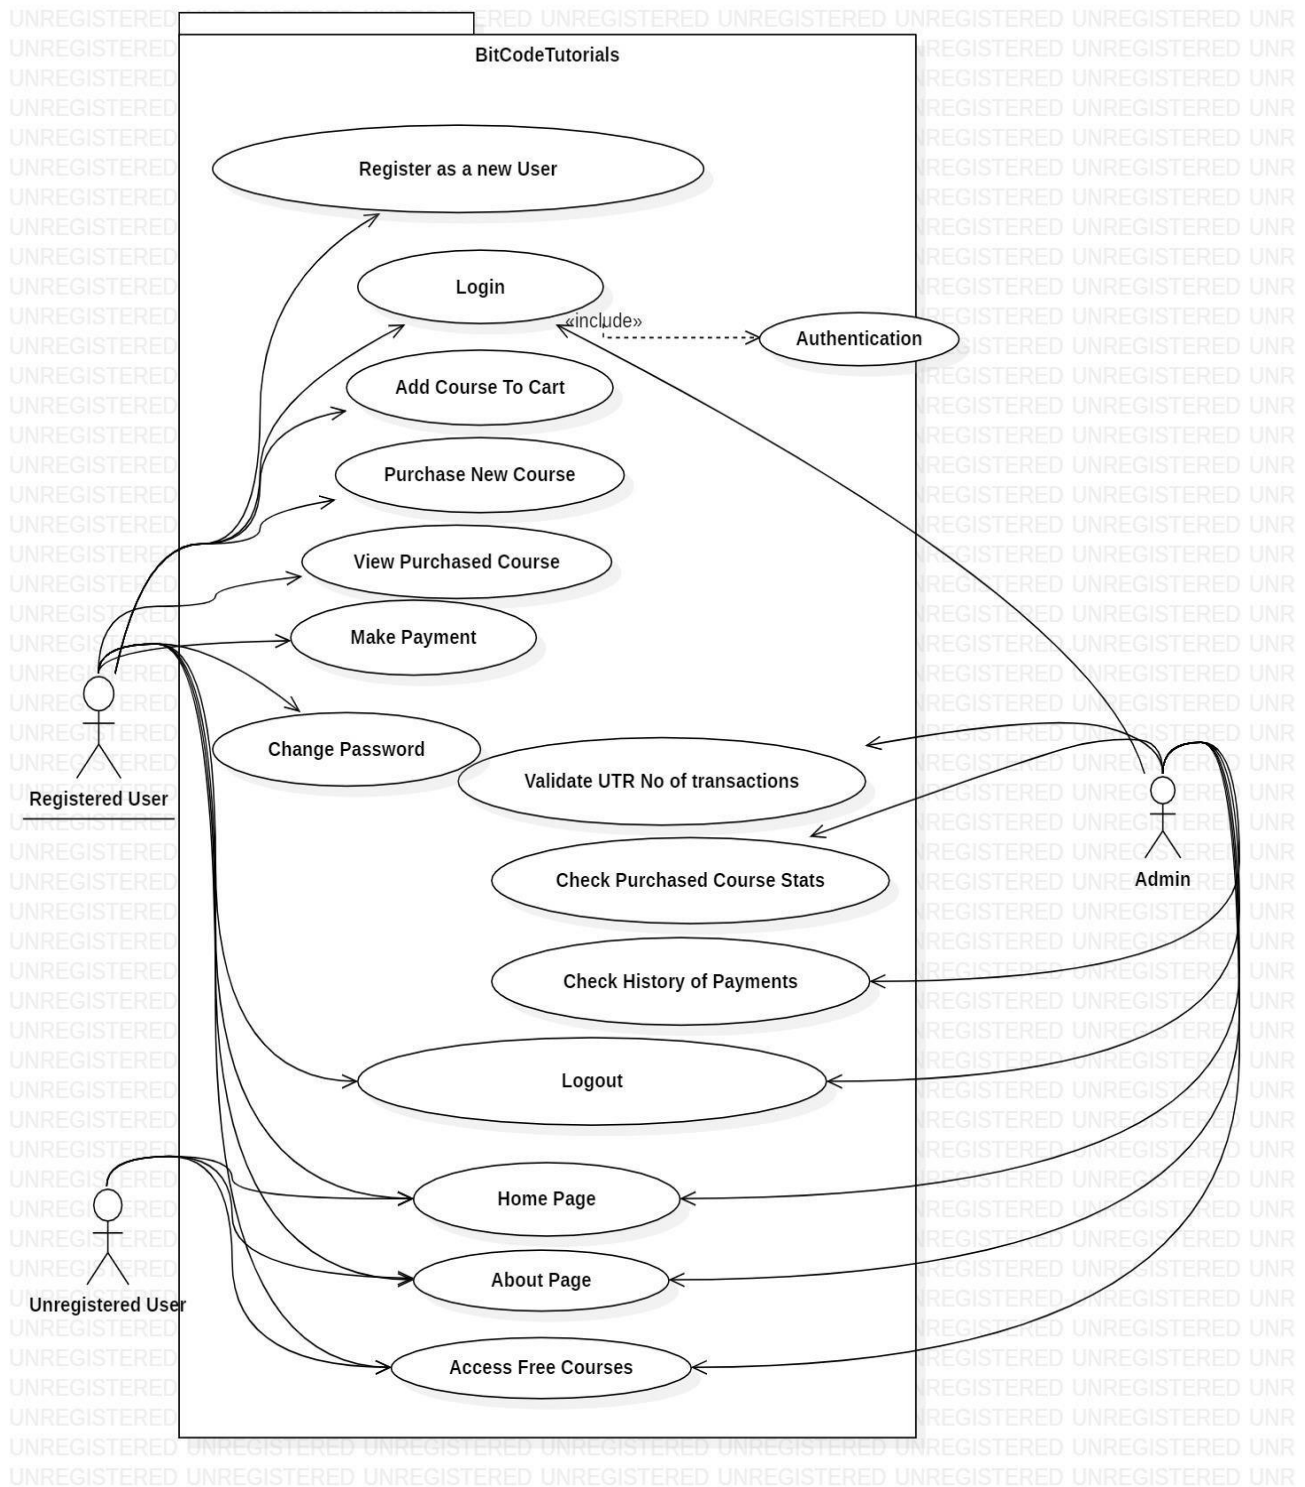 BitCodeTutorials
Register as a new User
Login
«include»
Authentication
Add Course To Cart
Purchase New Course
View Purchased Course
Make Payment
Change Password
Registered User
Validate UTR No of transactions
Check Purchased Course Stats
Admin
Check History of Payments
Logout
Home Page
About Page
Unregistered User
Access Free Courses
UNREGISTERED